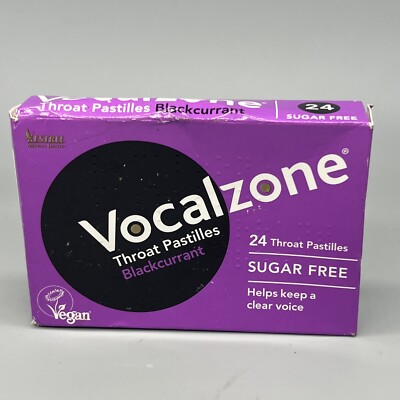 Vocalzone
Throat Pastilles Blackcurrant
24
SUGAR FREE
KESTREL
Vocalzone®
Throat Pastilles
Blackcurrant
24 Throat Pastilles
SUGAR FREE
Helps keep a
clear voice
Vegan